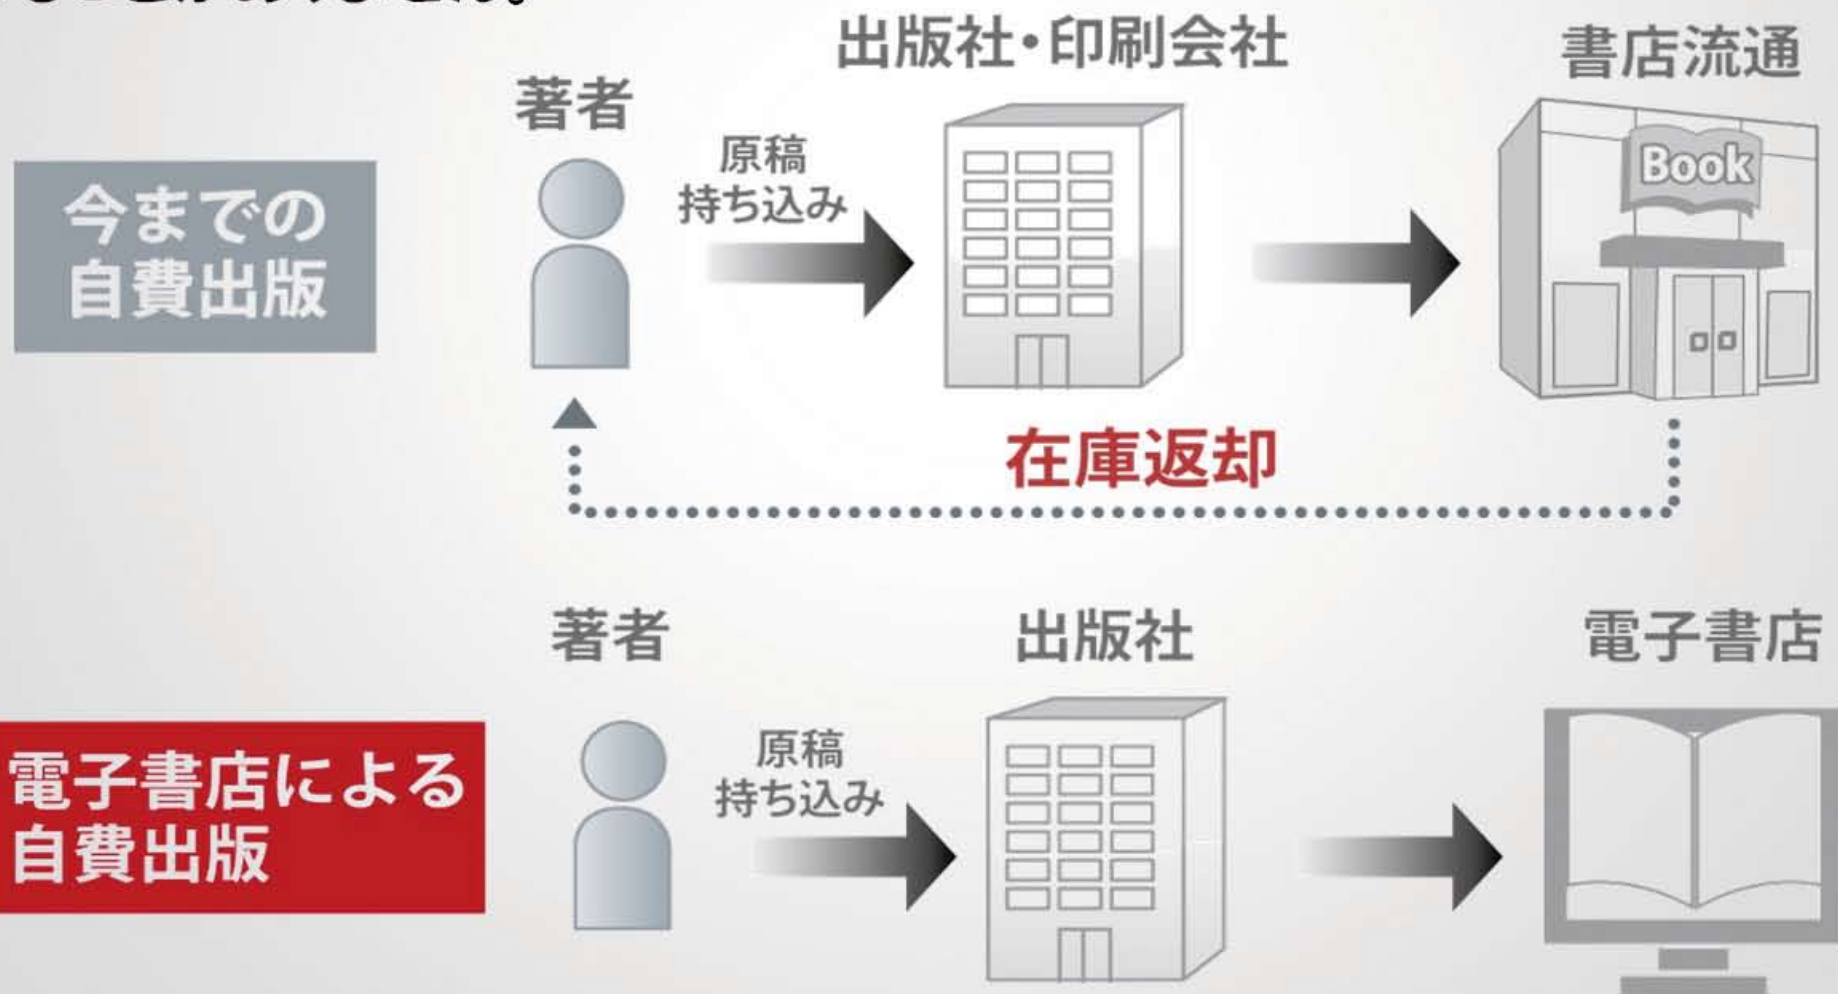 出版社・印刷会社
書店流通
著者
原稿
持ち込み
Book
今までの
自費出版
在庫返却
著者
出版社
電子書店
原稿
持ち込み
電子書店による
自費出版